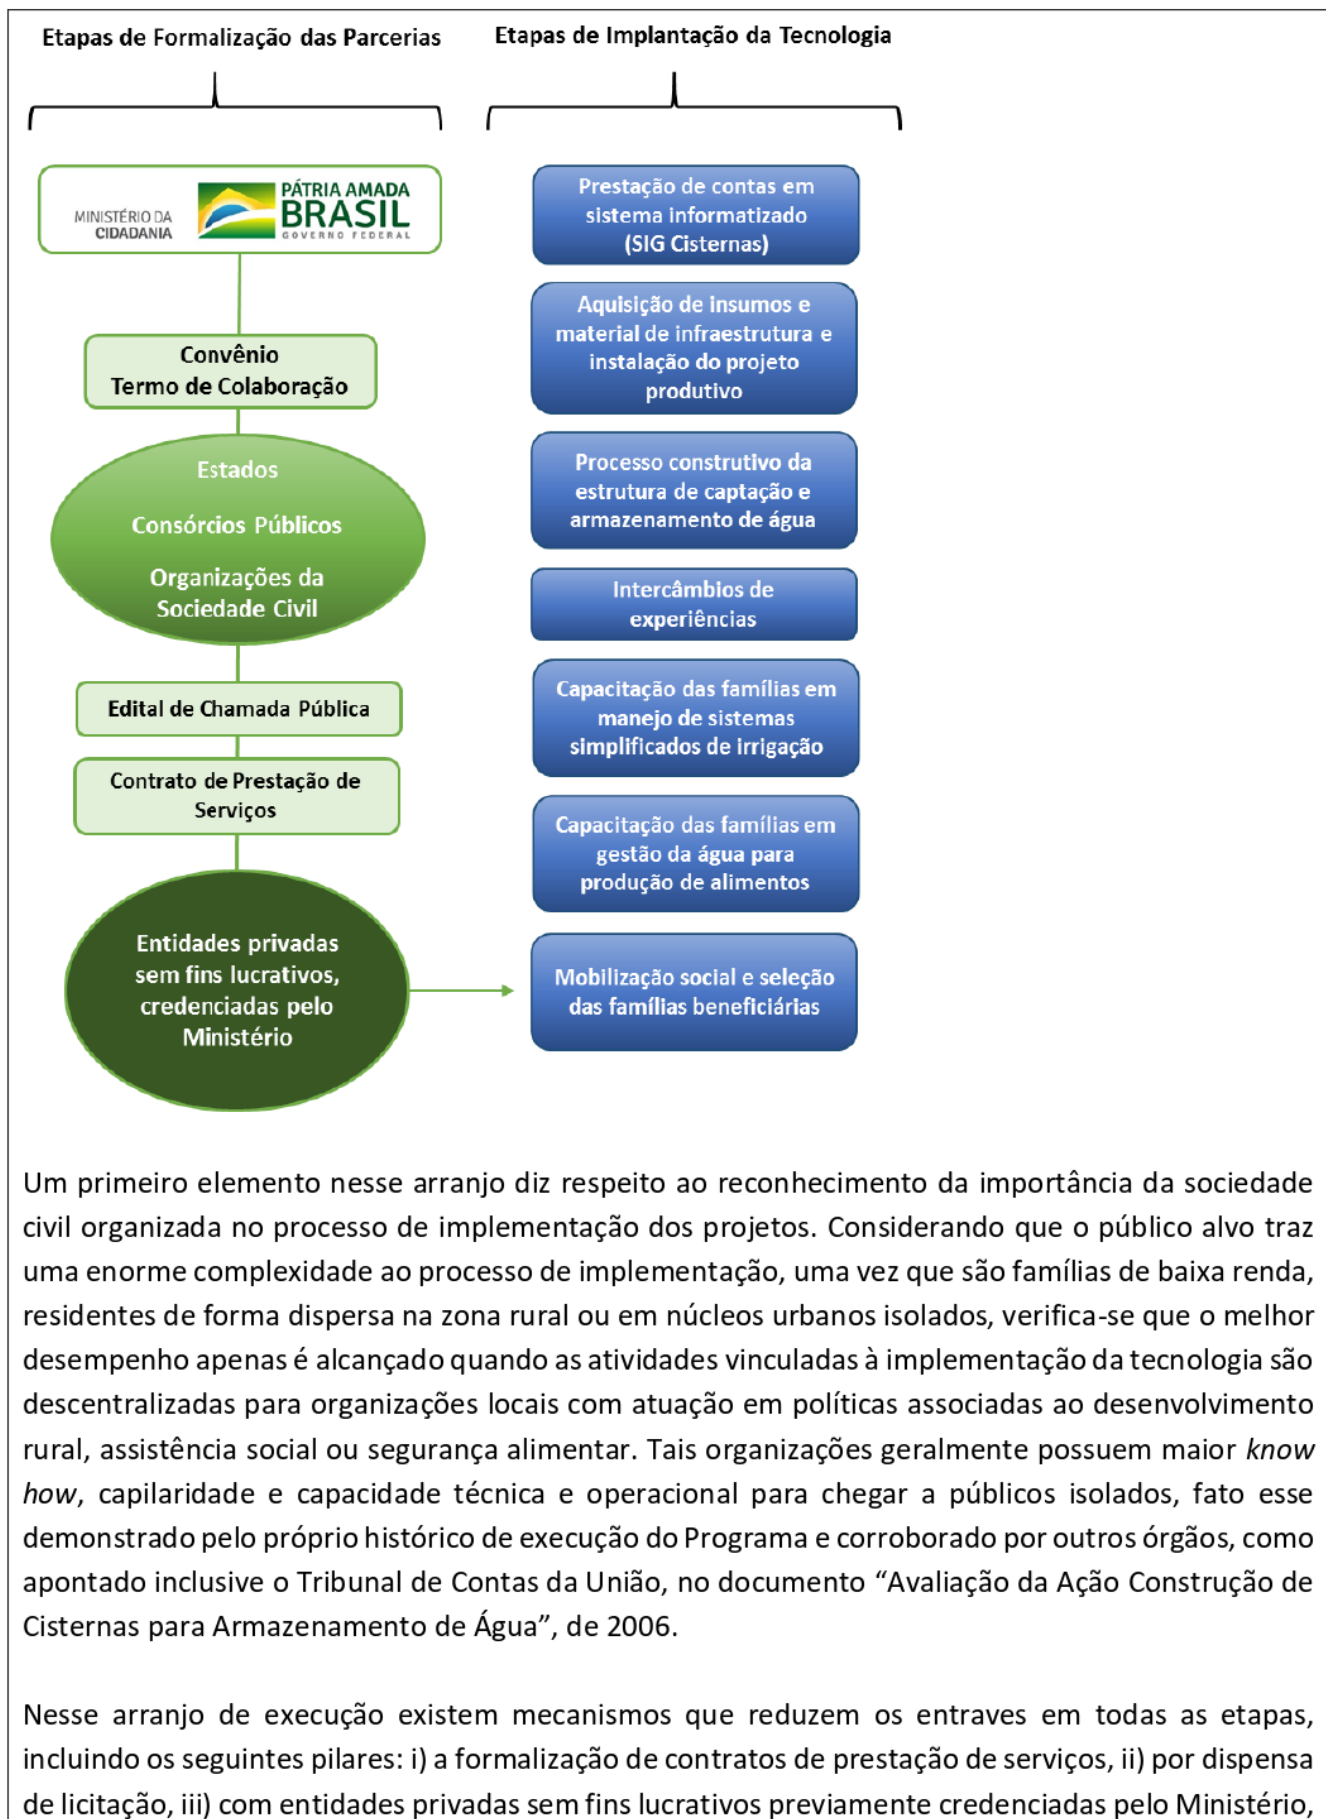 Etapas de Formalização das Parcerias
Etapas de Implantação da Tecnologia
MINISTÉRIO DA
CIDADANIA
PÁTRIA AMADA
BRASIL
GOVERNO FEDERAL
Convênio
Termo de Colaboração
Estados
Consórcios Públicos
Organizações da
Sociedade Civil
Edital de Chamada Pública
Contrato de Prestação de
Serviços
Entidades privadas
sem fins lucrativos,
credenciadas pelo
Ministério
Prestação de contas em
sistema informatizado
(SIG Cisternas)
Aquisição de insumos e
material de infraestrutura e
instalação do projeto
produtivo
Processo construtivo da
estrutura de captação e
armazenamento de água
Intercâmbios de
experiências
Capacitação das famílias em
manejo de sistemas
simplificados de irrigação
Capacitação das famílias em
gestão da água para
produção de alimentos
Mobilização social e seleção
das famílias beneficiárias
Um primeiro elemento nesse arranjo diz respeito ao reconhecimento da importância da sociedade
civil organizada no processo de implementação dos projetos. Considerando que o público alvo traz
uma enorme complexidade ao processo de implementação, uma vez que são famílias de baixa renda,
residentes de forma dispersa na zona rural ou em núcleos urbanos isolados, verifica-se que o melhor
desempenho apenas é alcançado quando as atividades vinculadas à implementação da tecnologia são
descentralizadas para organizações locais com atuação em políticas associadas ao desenvolvimento
rural, assistência social ou segurança alimentar. Tais organizações geralmente possuem maior know
how, capilaridade e capacidade técnica e operacional para chegar a públicos isolados, fato esse
demonstrado pelo próprio histórico de execução do Programa e corroborado por outros órgãos, como
apontado inclusive o Tribunal de Contas da União, no documento “Avaliação da Ação Construção de
Cisternas para Armazenamento de Água”, de 2006.
Nesse arranjo de execução existem mecanismos que reduzem os entraves em todas as etapas,
incluindo os seguintes pilares: i) a formalização de contratos de prestação de serviços, ii) por dispensa
de licitação, iii) com entidades privadas sem fins lucrativos previamente credenciadas pelo Ministério,